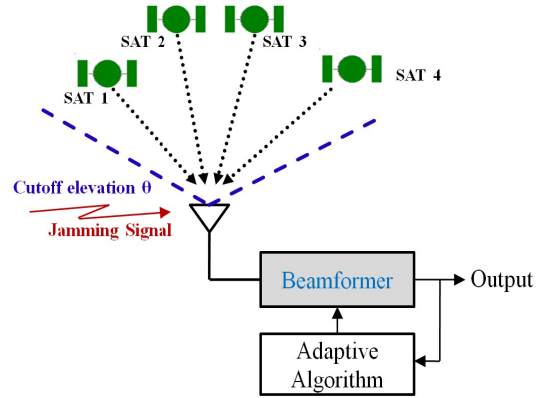 SAT 2
SAT 3
SAT 1
SAT 4
Cutoff elevation θ
Jamming Signal
Beamformer
Output
Adaptive
Algorithm